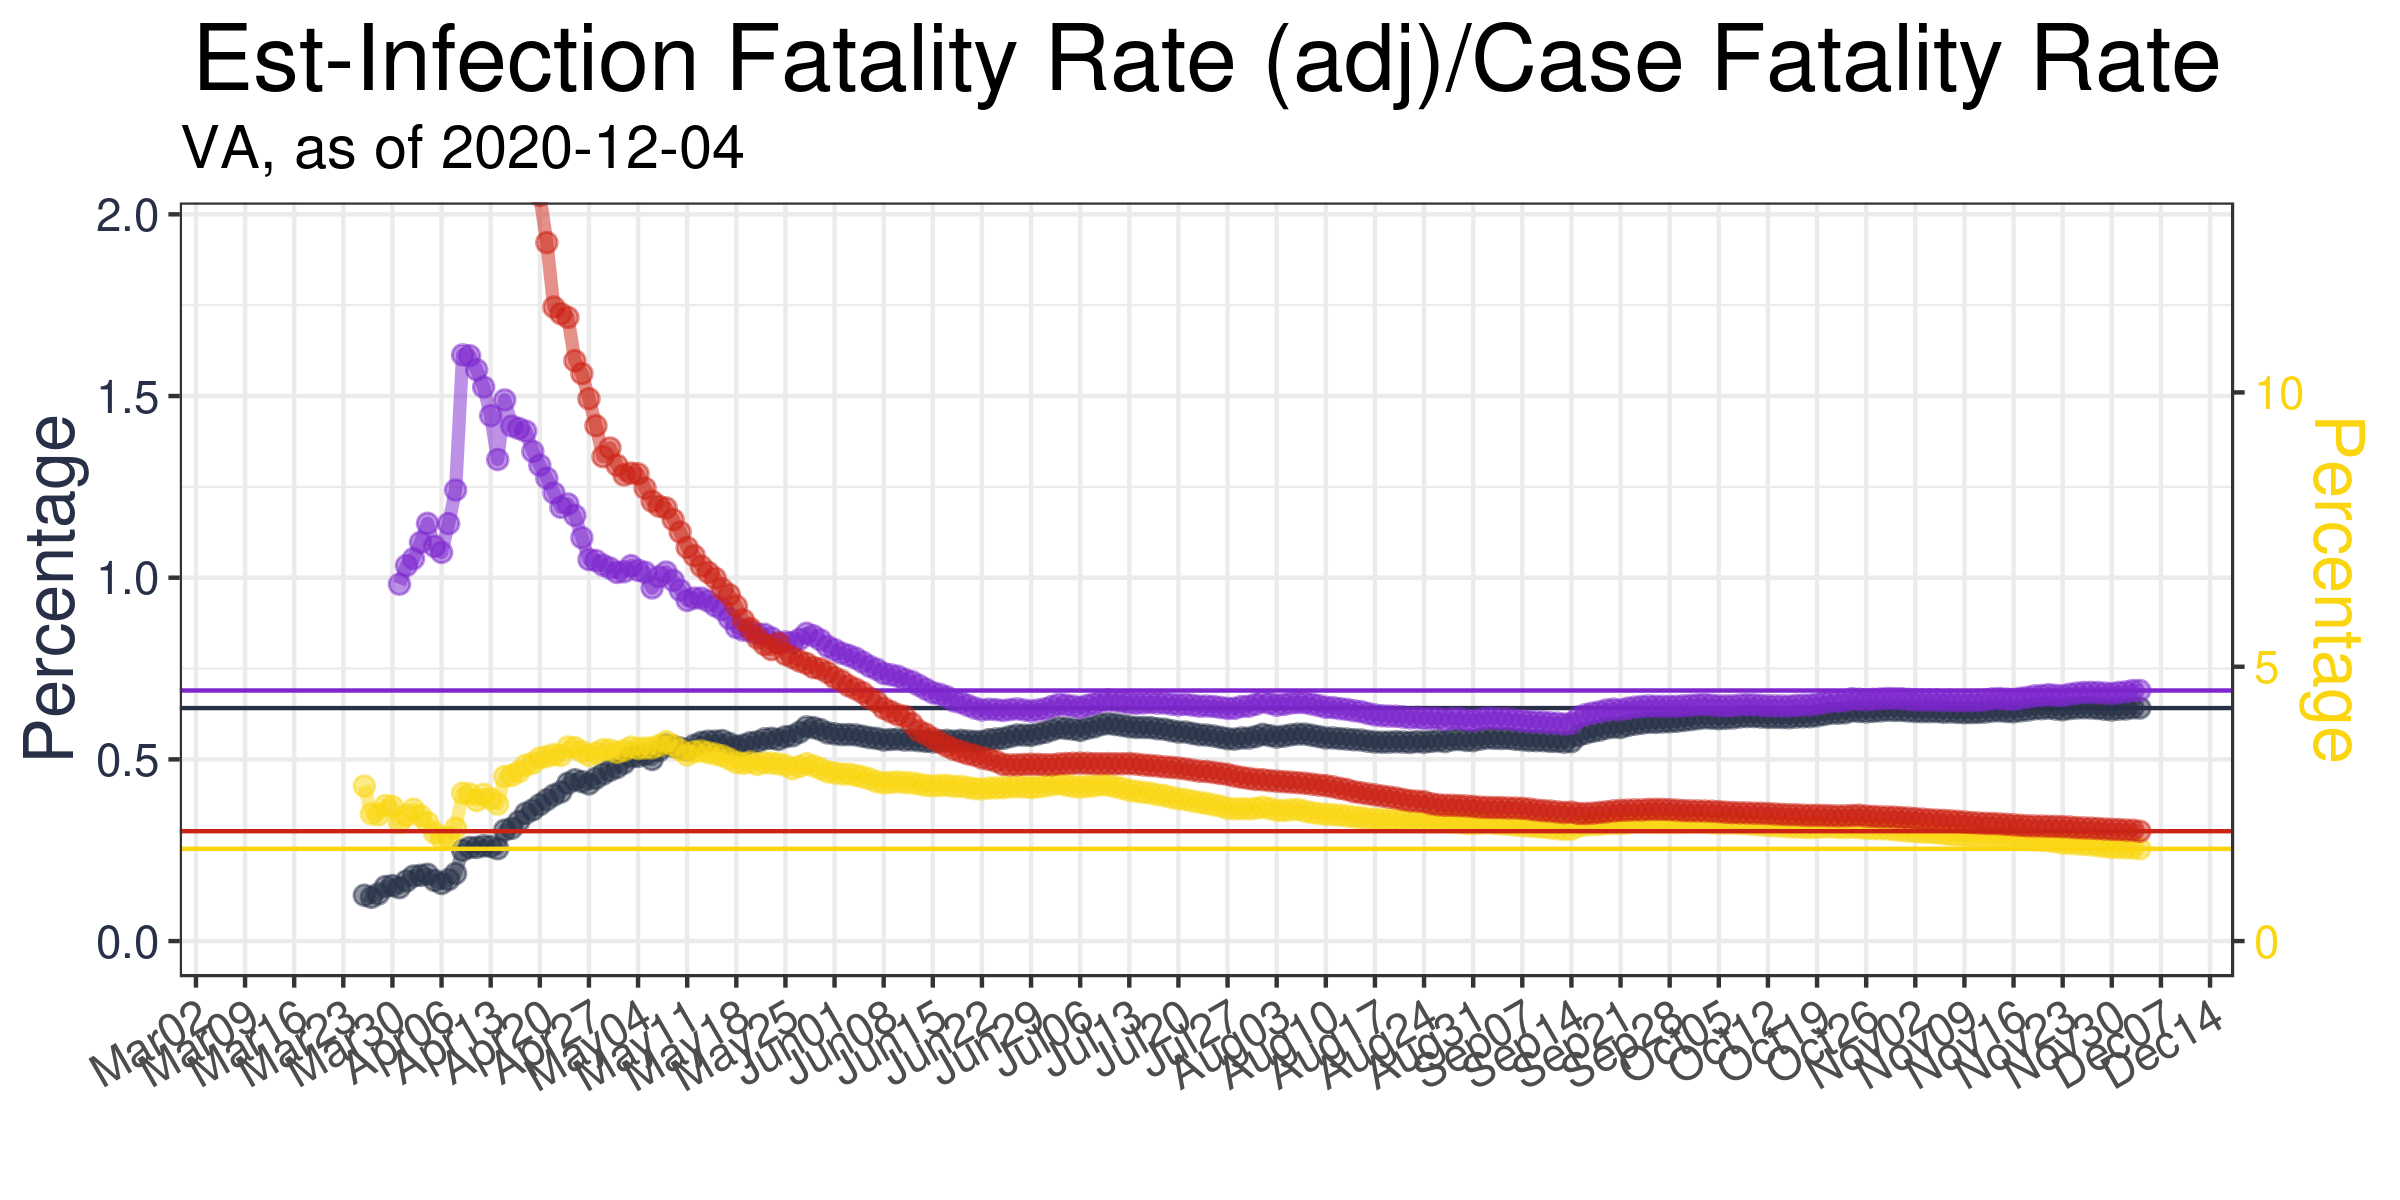 Est-Infection Fatality Rate (adj)/Case Fatality Rate
VA, as of 2020-12-04
Percentage
2.0
1.5
1.0
0.5
0.0
10
5
0
Percentage
Mar02
Mar09
Mar16
Mar23
Mar30
Apr06
Apr13
Apr20
Apr27
May04
May11
May18
May25
Jun01
Jun08
Jun15
Jun22
Jun29
Jul06
Jul13
Jul20
Jul27
Aug03
Aug10
Aug17
Aug24
Aug31
Sep07
Sep14
Sep21
Sep28
Oct05
Oct12
Oct19
Oct26
Nov02
Nov09
Nov16
Nov23
Nov30
Dec07
Dec14